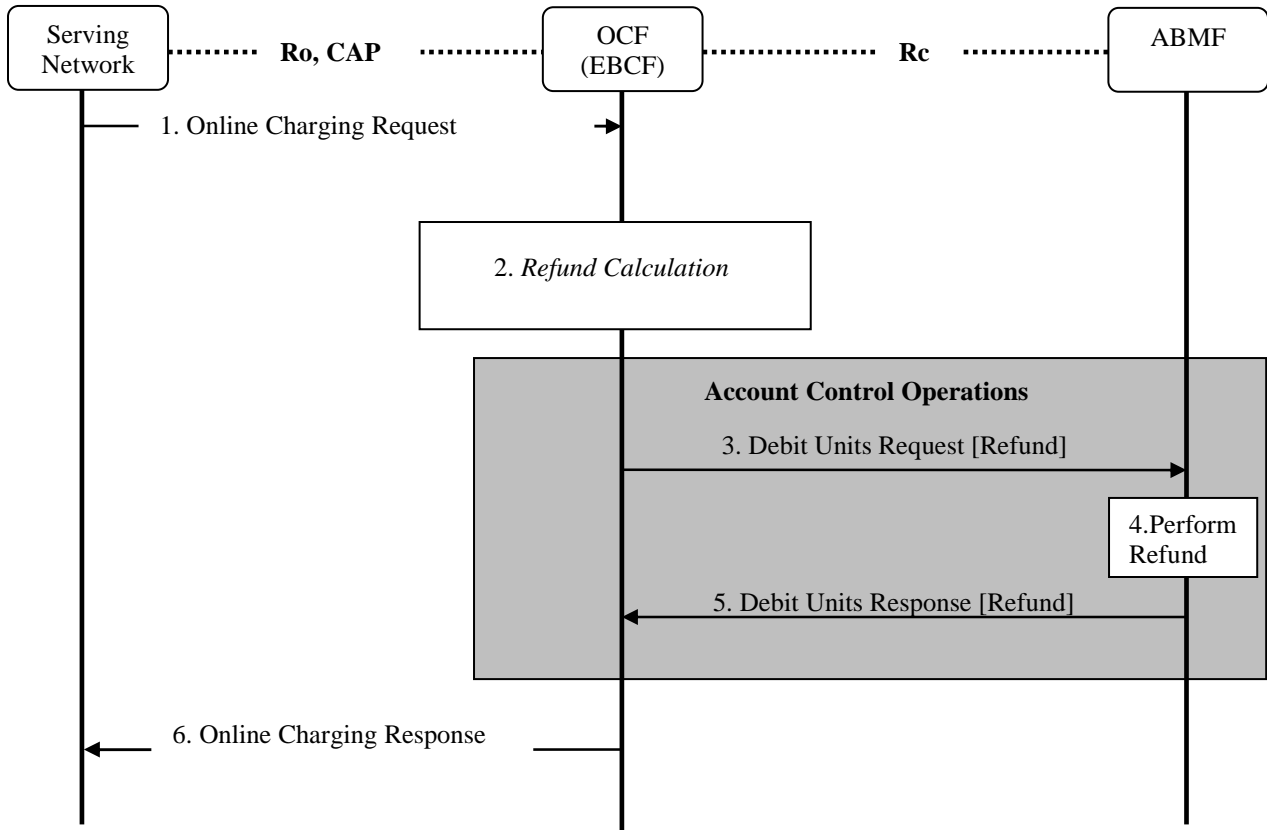 Serving
Network
Ro, CAP
OCF
(EBCF)
Rc
ABMF
1. Online Charging Request
2. Refund Calculation
Account Control Operations
3. Debit Units Request [Refund]
4.Perform
Refund
5. Debit Units Response [Refund]
6. Online Charging Response